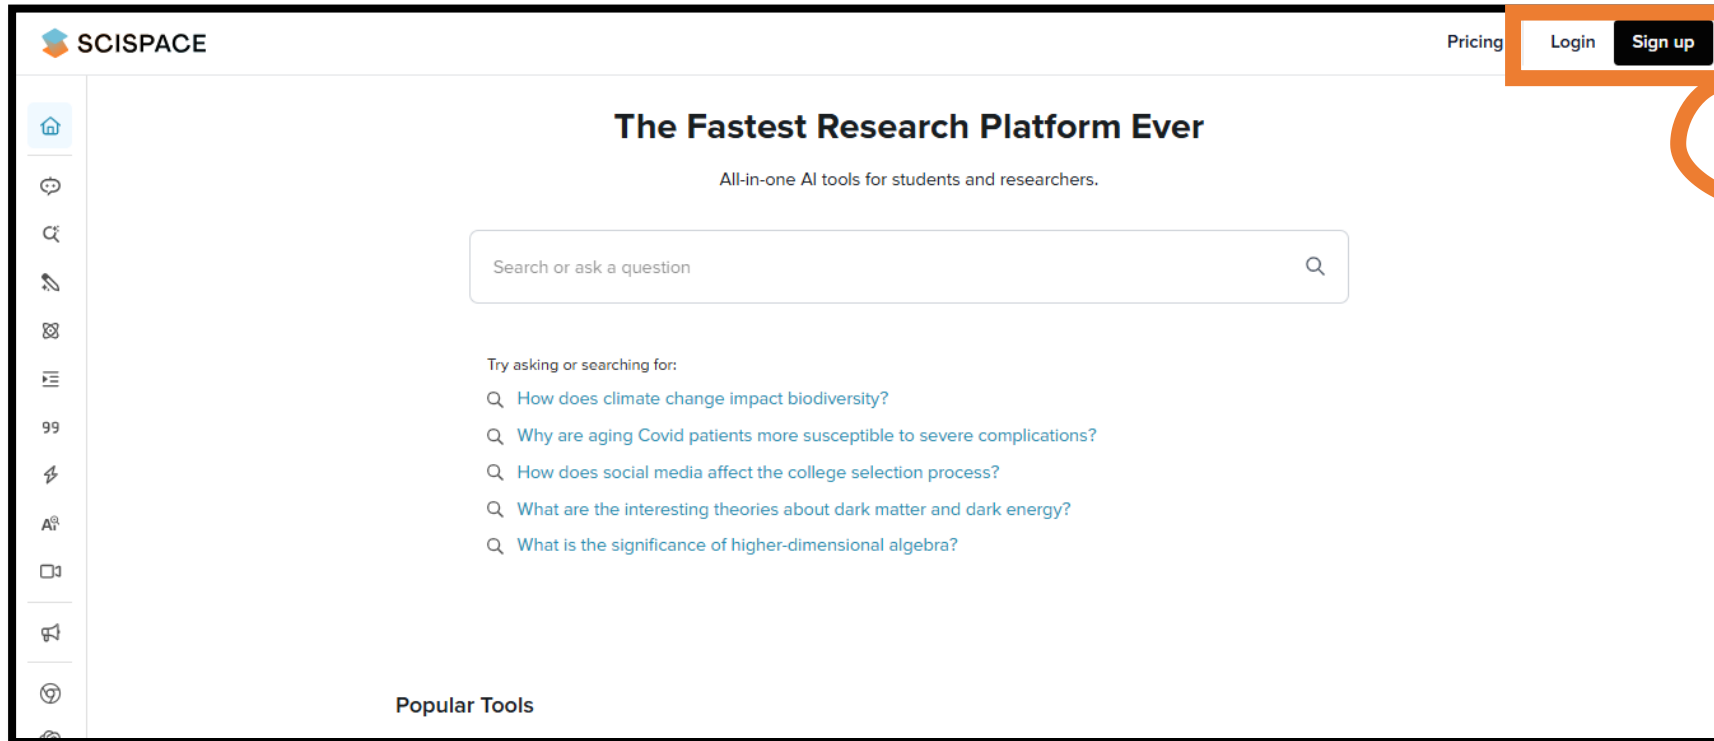 SCISPACE
Pricing
Login
Sign up
The Fastest Research Platform Ever
All-in-one AI tools for students and researchers.
Search or ask a question
Try asking or searching for:
How does climate change impact biodiversity?
Why are aging Covid patients more susceptible to severe complications?
How does social media affect the college selection process?
What are the interesting theories about dark matter and dark energy?
What is the significance of higher-dimensional algebra?
Popular Tools